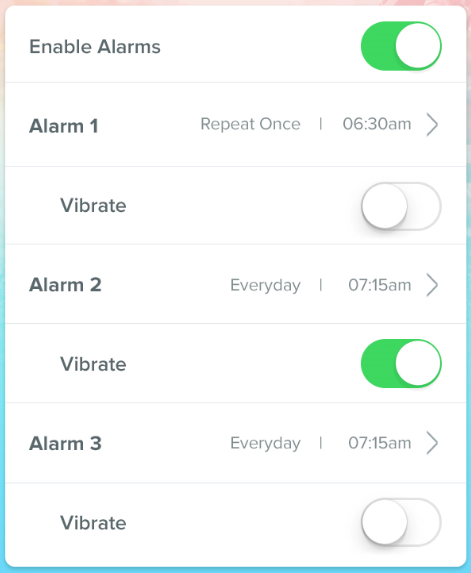 Enable Alarms
Alarm 1 Repeat Once | 06:30am
Vibrate
Alarm 2 Everyday | 07:15am
Vibrate
Alarm 3 Everyday | 07:15am
Vibrate